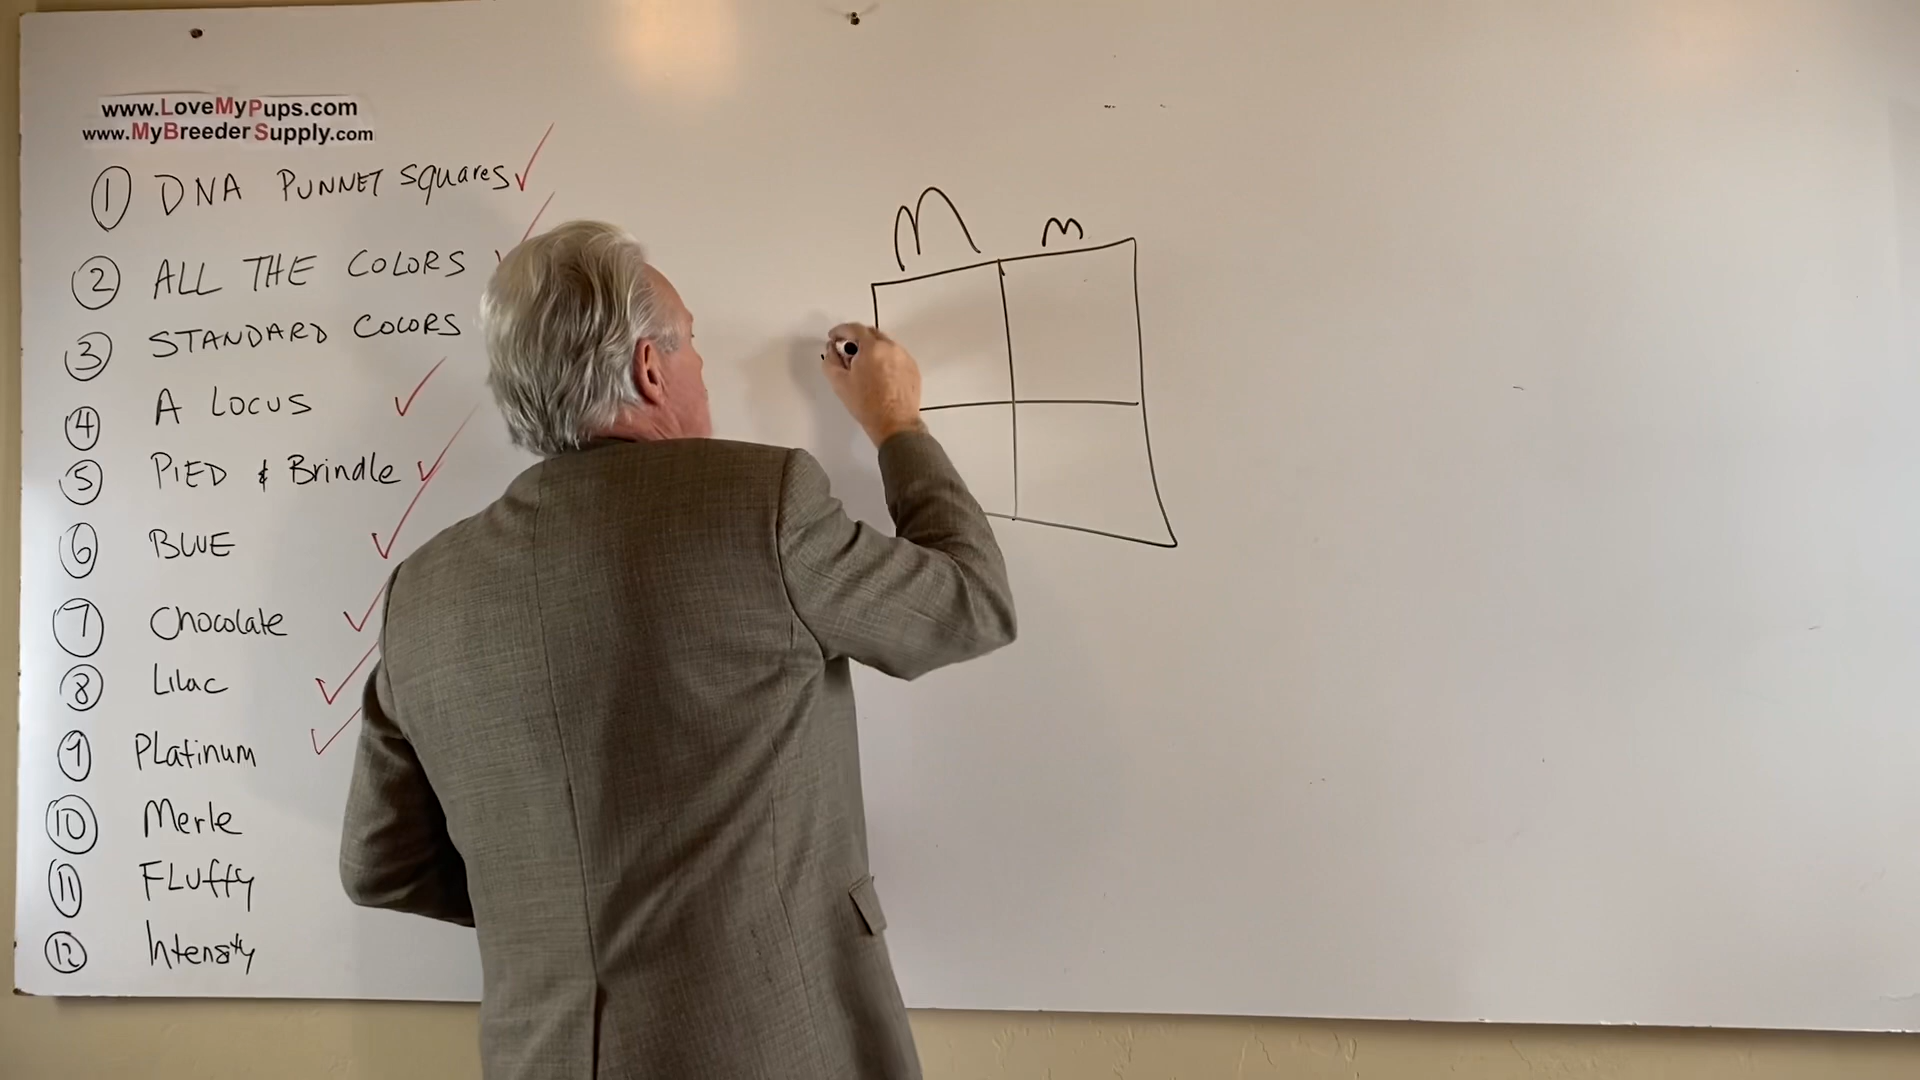 www.LoveMyPups.com
www.MyBreederSupply.com
1 DNA PUNNET Squares
2 ALL THE COLORS
3 STANDARD COLORS
4 A LOCUS
5 PIED & Brindle
6 BLUE
7 Chocolate
8 Lilac
9 PLatinum
10 Merle
11 FLuffy
12 Intensity
M m